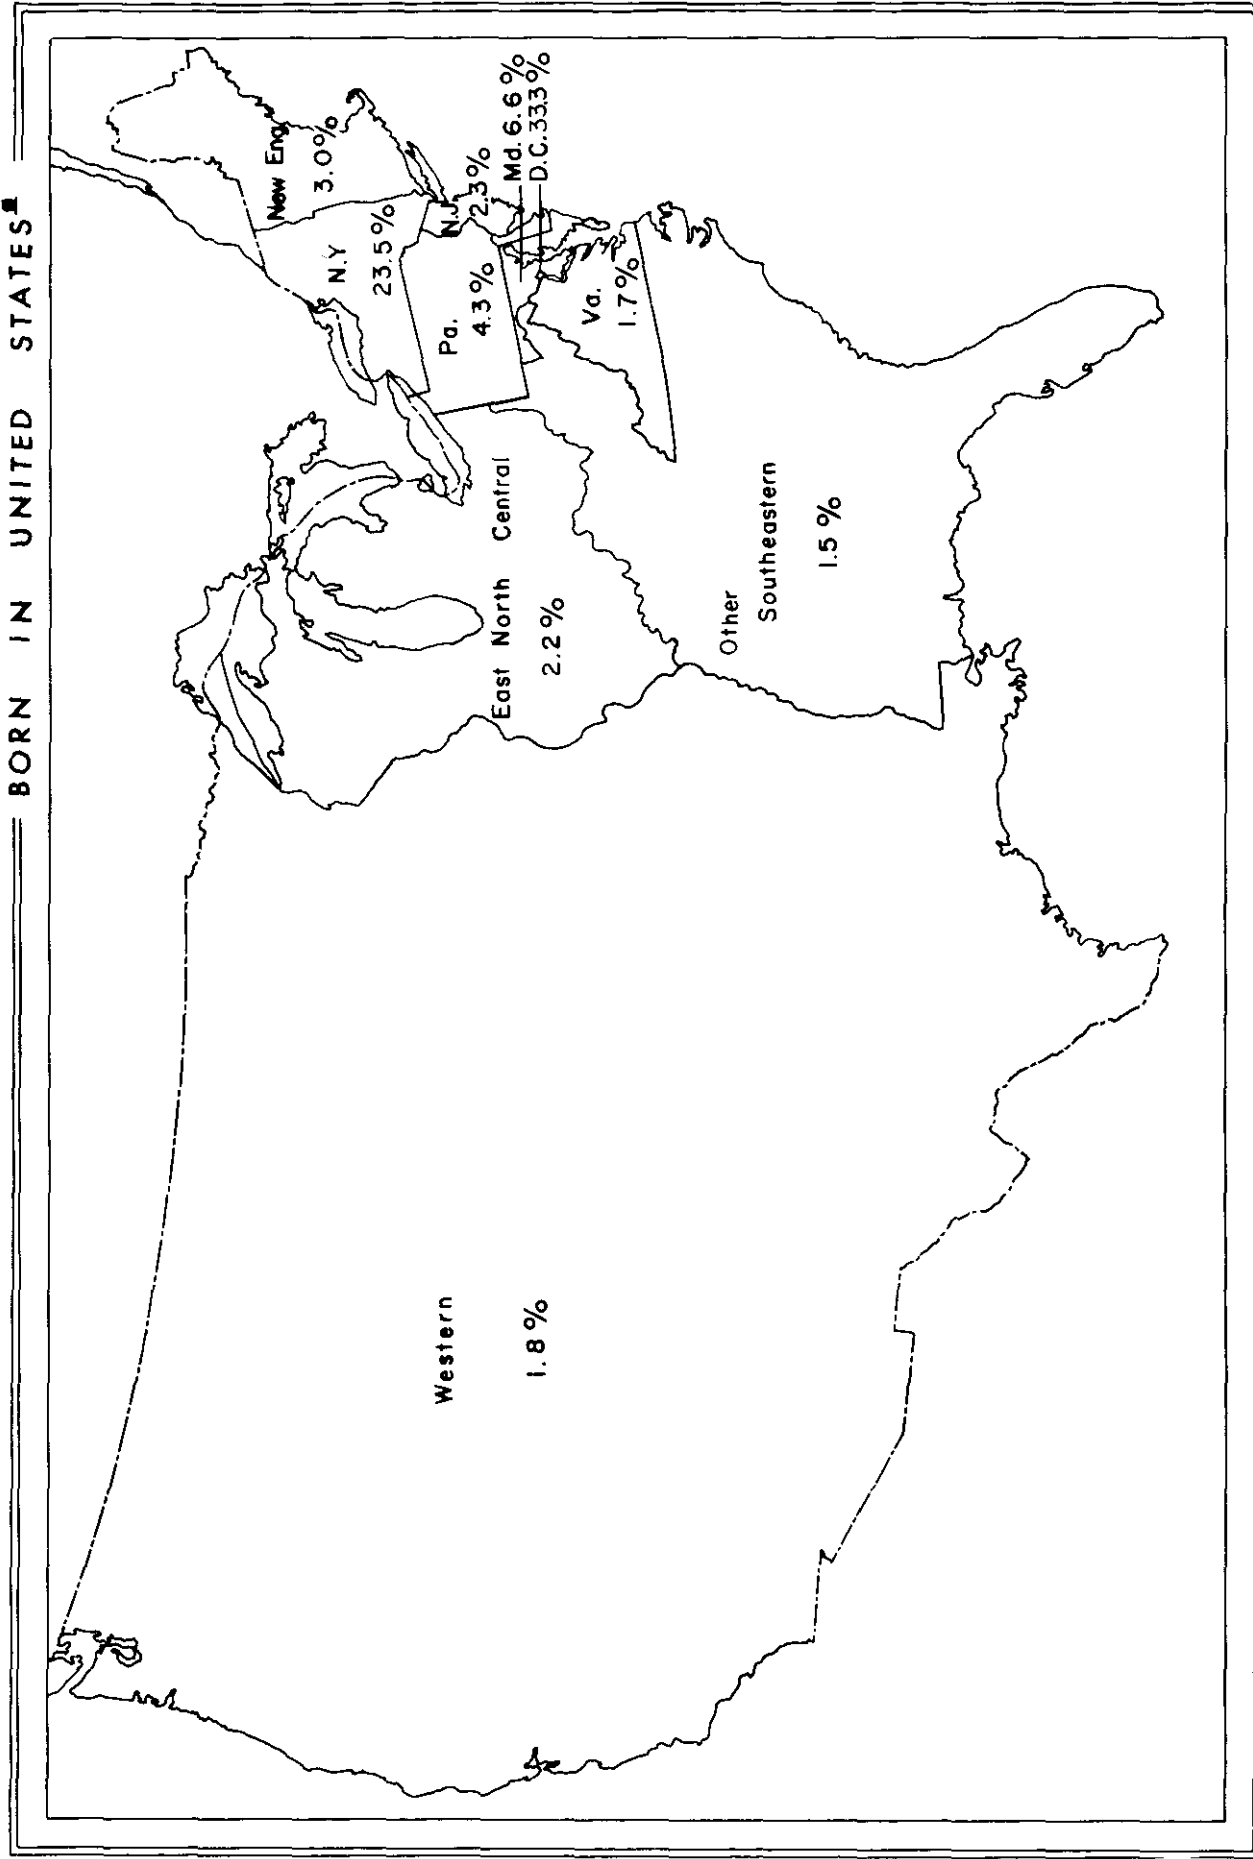 BORN IN UNITED STATES
New Eng.
3.0%
N.Y
23.5%
N.J.
2.3%
Pa.
4.3%
Md. 6.6%
D.C. 33.3%
Va.
1.7%
East North Central
2.2%
Other
Southeastern
1.5%
Western
1.8%